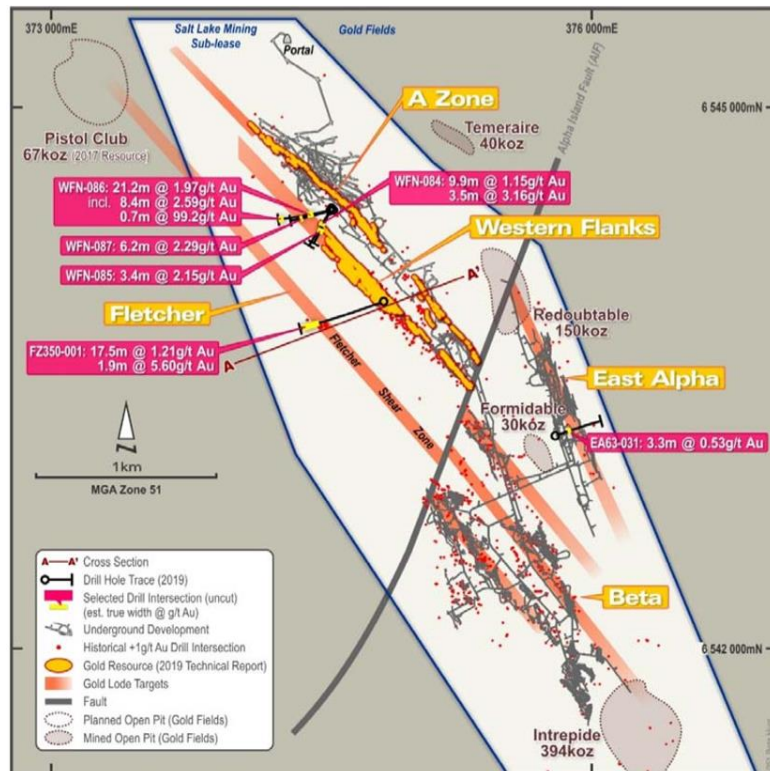 373 000mE
Salt Lake Mining
Sub-lease
Gold Fields
376 000mE
Portal
Alpha Island Fault (AIF)
A Zone
6 545 000mN
Temeraire
40koz
Pistol Club
67koz (2017 Resource)
WFN-086: 21.2m @ 1.97g/t Au
incl. 8.4m @ 2.59g/t Au
0.7m @ 99.2g/t Au
WFN-084: 9.9m @ 1.15g/t Au
3.5m @ 3.16g/t Au
WFN-087: 6.2m @ 2.29g/t Au
Western Flanks
WFN-085: 3.4m @ 2.15g/t Au
A'
Fletcher
Redoubtable
150koz
FZ350-001: 17.5m @ 1.21g/t Au
1.9m @ 5.60g/t Au
A
Fletcher Shear Zone
East Alpha
Formidable
30koz
EA63-031: 3.3m @ 0.53g/t Au
N
1km
MGA Zone 51
A A' Cross Section
Drill Hole Trace (2019)
Selected Drill Intersection (uncut)
(est. true width @ g/t Au)
Underground Development
Historical +1g/t Au Drill Intersection
Gold Resource (2019 Technical Report)
Gold Lode Targets
Fault
Planned Open Pit (Gold Fields)
Mined Open Pit (Gold Fields)
Beta
6 542 000mN
Intrepide
394koz